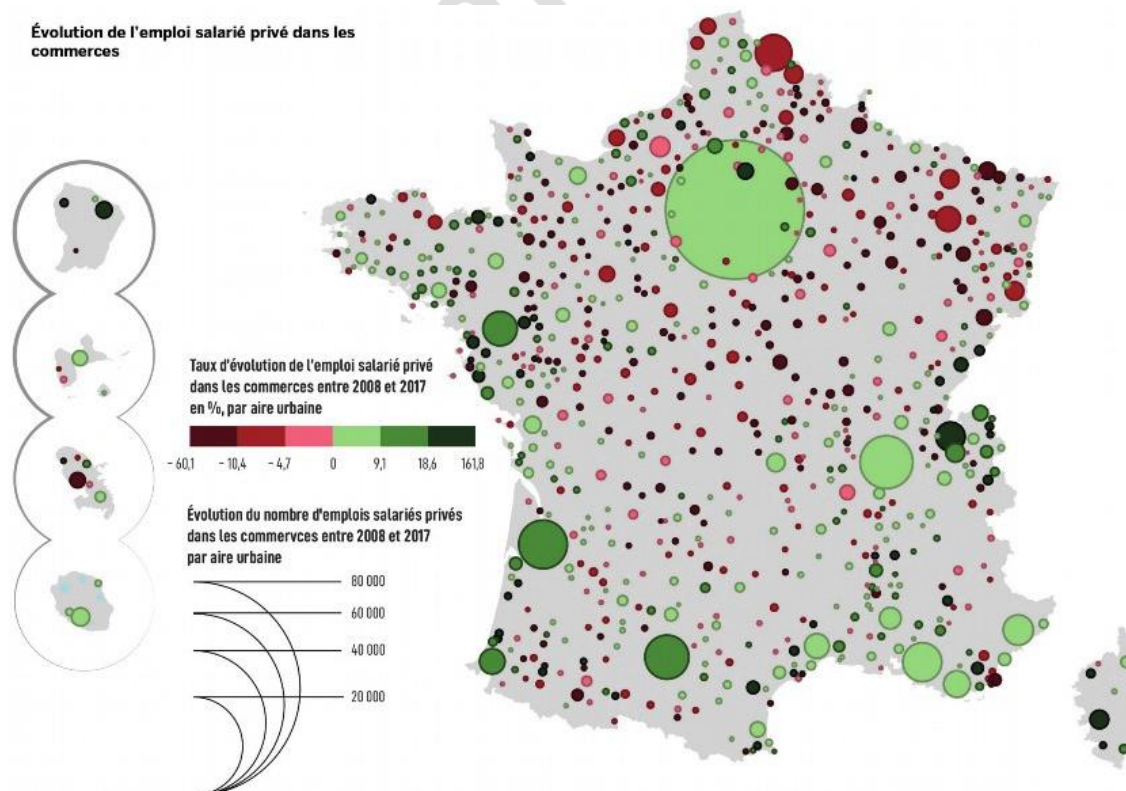 Évolution de l'emploi salarié privé dans les
commerces
Taux d'évolution de l'emploi salarié privé
dans les commerces entre 2008 et 2017
en %, par aire urbaine
- 60,1 - 10,4 - 4,7 0 9,1 18,6 161,8
Évolution du nombre d'emplois salariés privés
dans les commervces entre 2008 et 2017
par aire urbaine
80 000
60 000
40 000
20 000